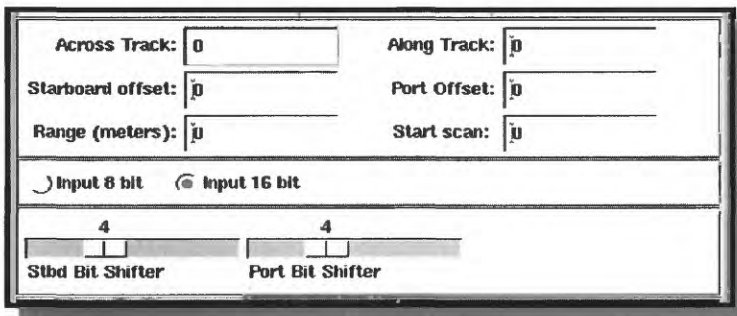 Across Track: 0 Along Track: 0
Starboard offset: 0 Port Offset: 0
Range (meters): 0 Start scan: 0
Input 8 bit Input 16 bit
4 4
Stbd Bit Shifter Port Bit Shifter